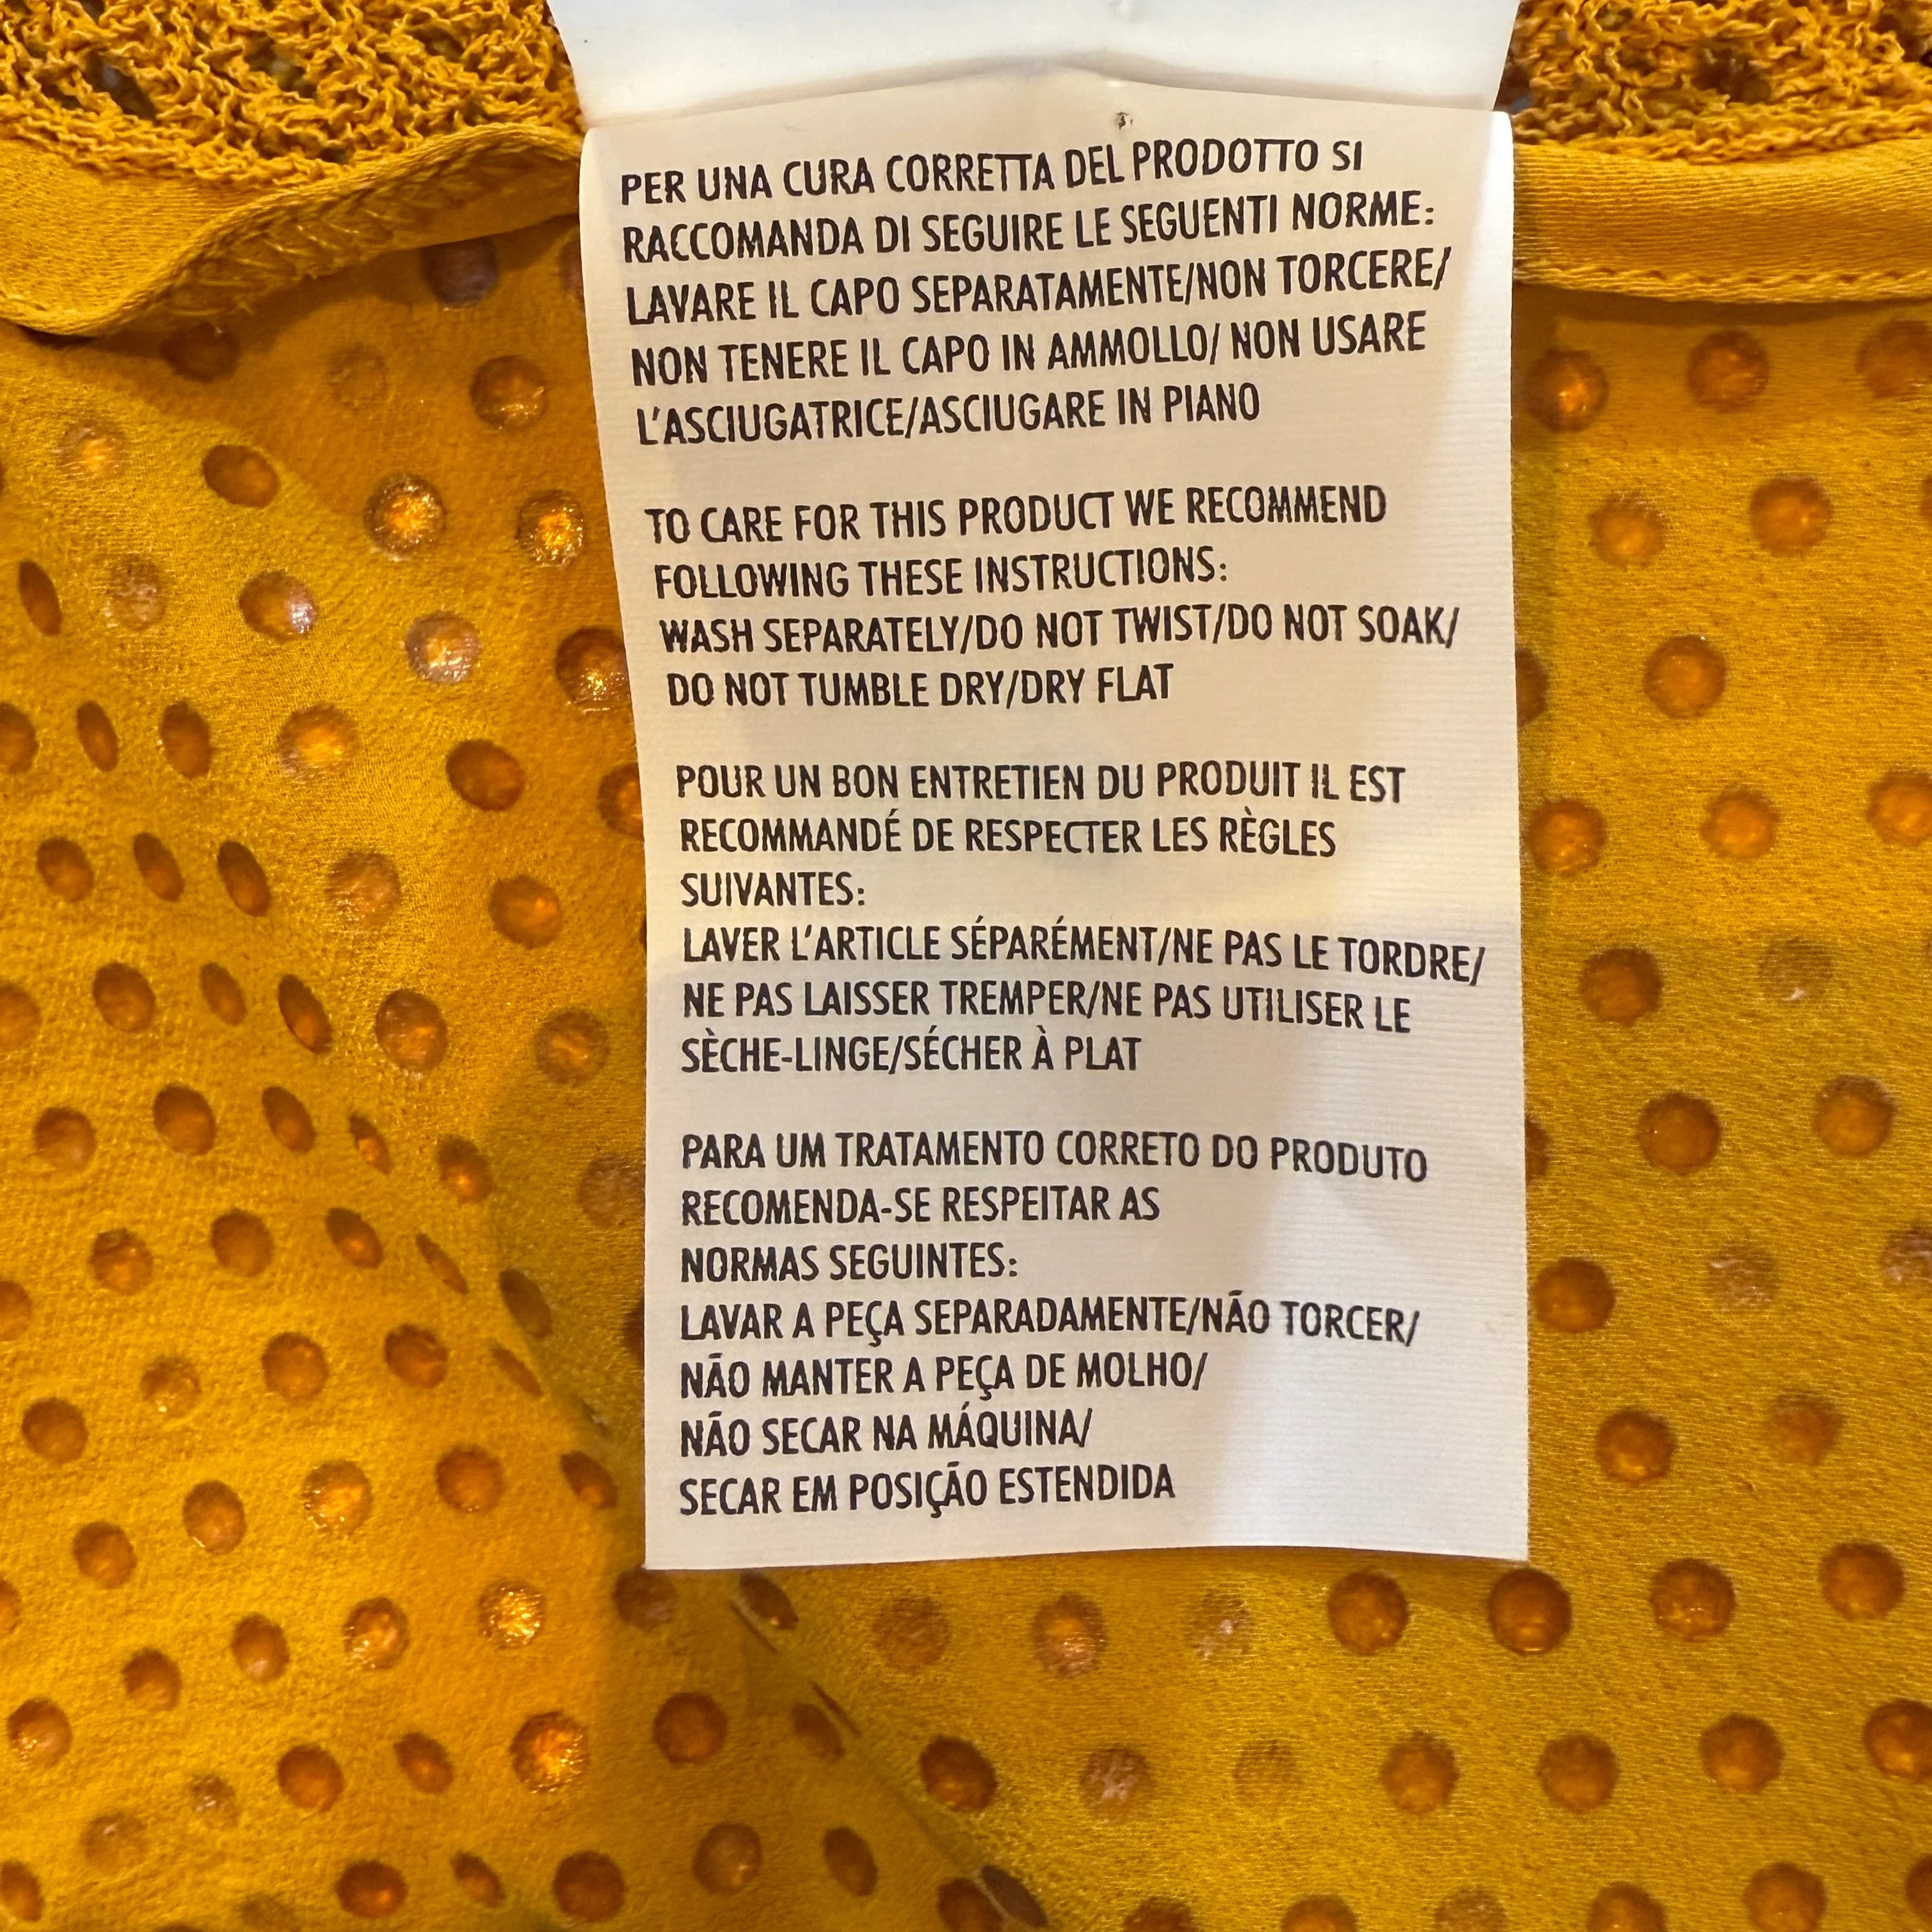 PER UNA CURA CORRETTA DEL PRODOTTO SI
RACCOMANDA DI SEGUIRE LE SEGUENTI NORME:
LAVARE IL CAPO SEPARATAMENTE/NON TORCERE/
NON TENERE IL CAPO IN AMMOLLO/ NON USARE
L'ASCIUGATRICE/ASCIUGARE IN PIANO
TO CARE FOR THIS PRODUCT WE RECOMMEND
FOLLOWING THESE INSTRUCTIONS:
WASH SEPARATELY/DO NOT TWIST/DO NOT SOAK/
DO NOT TUMBLE DRY/DRY FLAT
POUR UN BON ENTRETIEN DU PRODUIT IL EST
RECOMMANDÉ DE RESPECTER LES RÈGLES
SUIVANTES:
LAVER L'ARTICLE SÉPARÉMENT/NE PAS LE TORDRE/
NE PAS LAISSER TREMPER/NE PAS UTILISER LE
SÈCHE-LINGE/SÉCHER À PLAT
PARA UM TRATAMENTO CORRETO DO PRODUTO
RECOMENDA-SE RESPEITAR AS
NORMAS SEGUINTES:
LAVAR A PEÇA SEPARADAMENTE/NÃO TORCER/
NÃO MANTER A PEÇA DE MOLHO/
NÃO SECAR NA MÁQUINA/
SECAR EM POSIÇÃO ESTENDIDA